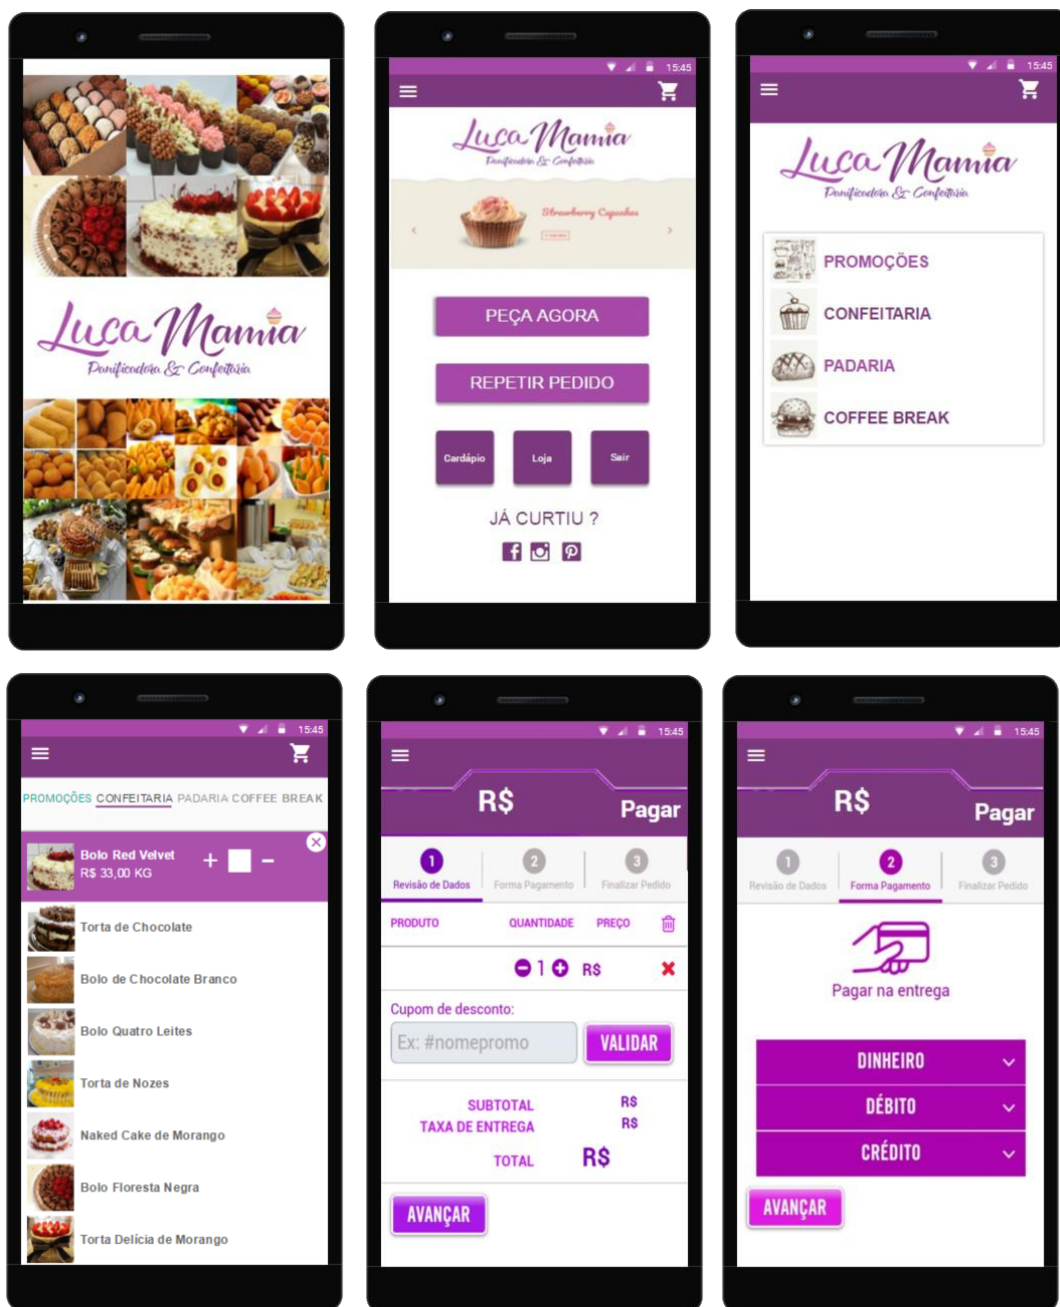 Luca Mamia
Panificadora & Confeitaria
15:45
Luca Mamia
Panificadora & Confeitaria
Strawberry Cupcakes
PEÇA AGORA
REPETIR PEDIDO
Cardápio
Loja
Sair
JÁ CURTIU ?
15:45
Luca Mamia
Panificadora & Confeitaria
PROMOÇÕES
CONFEITARIA
PADARIA
COFFEE BREAK
15:45
PROMOÇÕES CONFEITARIA PADARIA COFFEE BREAK
Bolo Red Velvet
R$ 33,00 KG
+ −
Torta de Chocolate
Bolo de Chocolate Branco
Bolo Quatro Leites
Torta de Nozes
Naked Cake de Morango
Bolo Floresta Negra
Torta Delícia de Morango
15:45
R$
Pagar
1 2 3
Revisão de Dados Forma Pagamento Finalizar Pedido
PRODUTO QUANTIDADE PREÇO
1 R$
Cupom de desconto:
Ex: #nomepromo VALIDAR
SUBTOTAL R$
TAXA DE ENTREGA R$
TOTAL R$
AVANÇAR
15:45
R$
Pagar
1 2 3
Revisão de Dados Forma Pagamento Finalizar Pedido
Pagar na entrega
DINHEIRO
DÉBITO
CRÉDITO
AVANÇAR